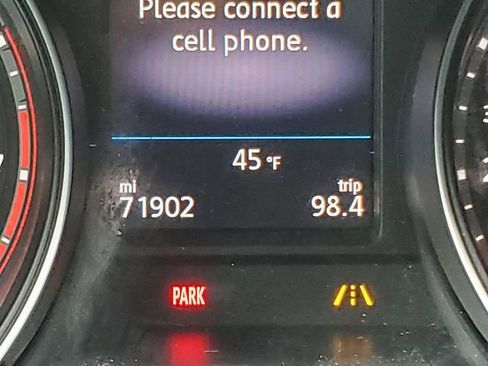 Please connect a
cell phone.
45 °F
mi trip
71902 98.4
PARK